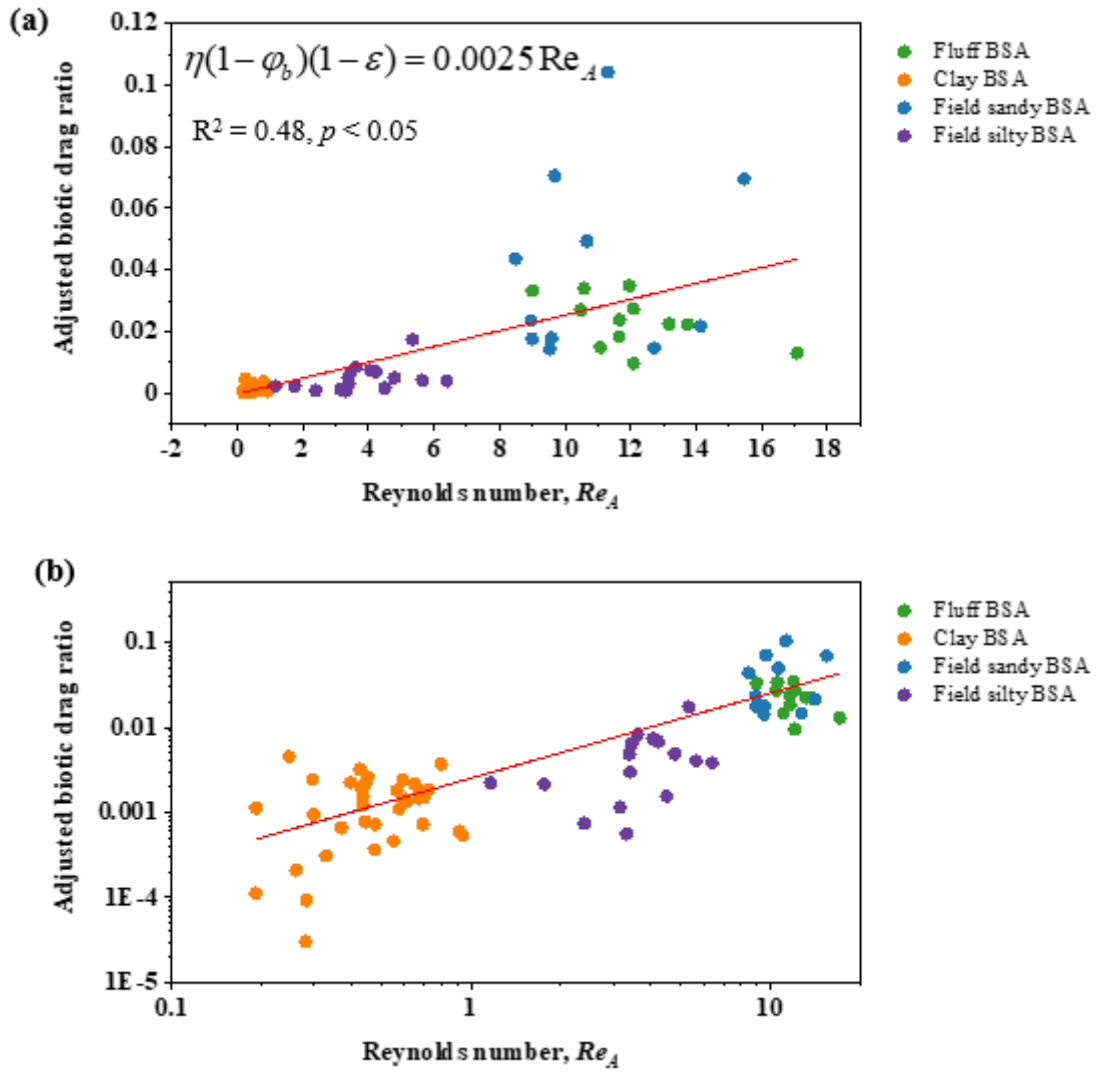 (a)
0.12
0.1
0.08
0.06
0.04
0.02
0
Adjusted biotic drag ratio
η(1−φ_b)(1−ε) = 0.0025 Re_A
R² = 0.48, p < 0.05
-2 0 2 4 6 8 10 12 14 16 18
Reynolds number, Re_A
Fluff BSA
Clay BSA
Field sandy BSA
Field silty BSA
(b)
0.1
0.01
0.001
1E-4
1E-5
Adjusted biotic drag ratio
0.1 1 10
Reynolds number, Re_A
Fluff BSA
Clay BSA
Field sandy BSA
Field silty BSA